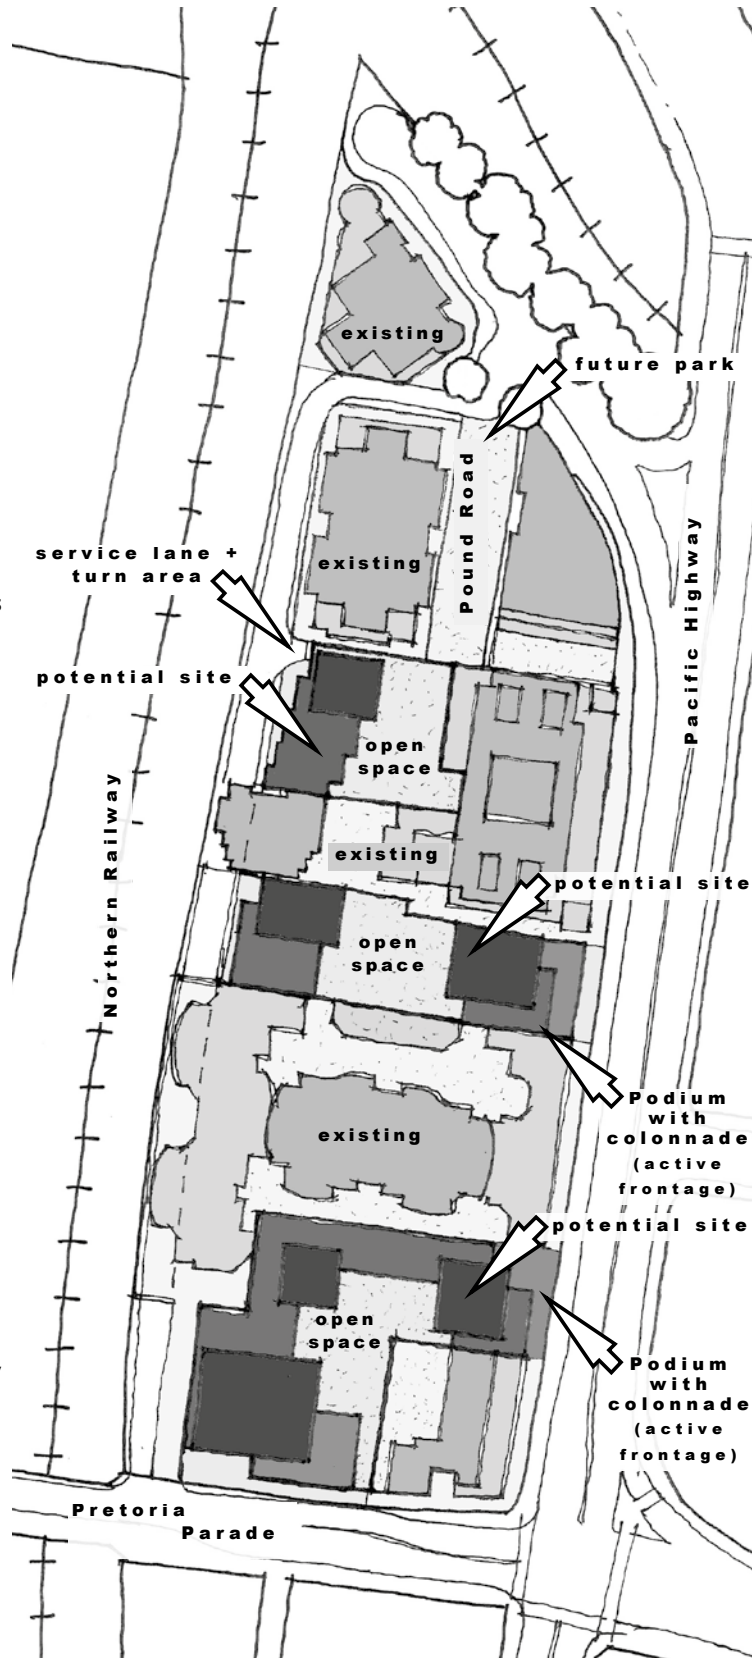 existing
future park
Pound Road
existing
service lane +
turn area
Pacific Highway
potential site
open
space
Northern Railway
existing
potential site
open
space
Podium
with
colonnade
(active
frontage)
existing
potential site
open
space
Podium
with
colonnade
(active
frontage)
Pretoria
Parade